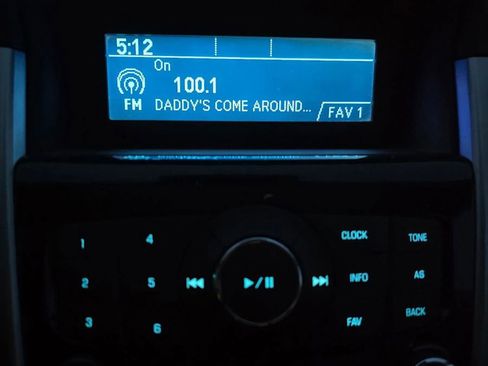 5:12
On
100.1
FM DADDY'S COME AROUND... FAV 1
1 4 CLOCK TONE
2 5 INFO AS
3 6 FAV BACK